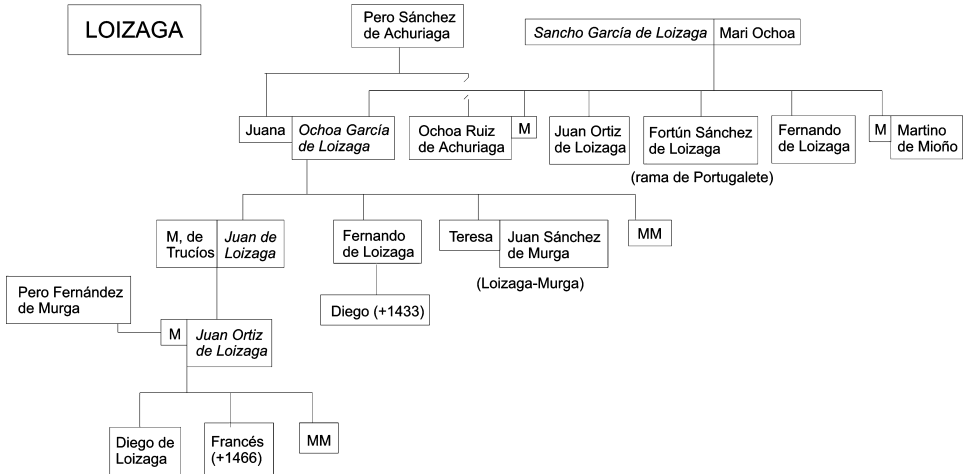 LOIZAGA
Pero Sánchez
de Achuriaga
Sancho García de Loizaga
Mari Ochoa
Juana
Ochoa García
de Loizaga
Ochoa Ruiz
de Achuriaga
M
Juan Ortiz
de Loizaga
Fortún Sánchez
de Loizaga
Fernando
de Loizaga
M
Martino
de Mioño
(rama de Portugalete)
M, de
Trucíos
Juan de
Loizaga
Fernando
de Loizaga
Teresa
Juan Sánchez
de Murga
MM
(Loizaga-Murga)
Pero Fernández
de Murga
Diego (+1433)
M
Juan Ortiz
de Loizaga
Diego de
Loizaga
Francés
(+1466)
MM